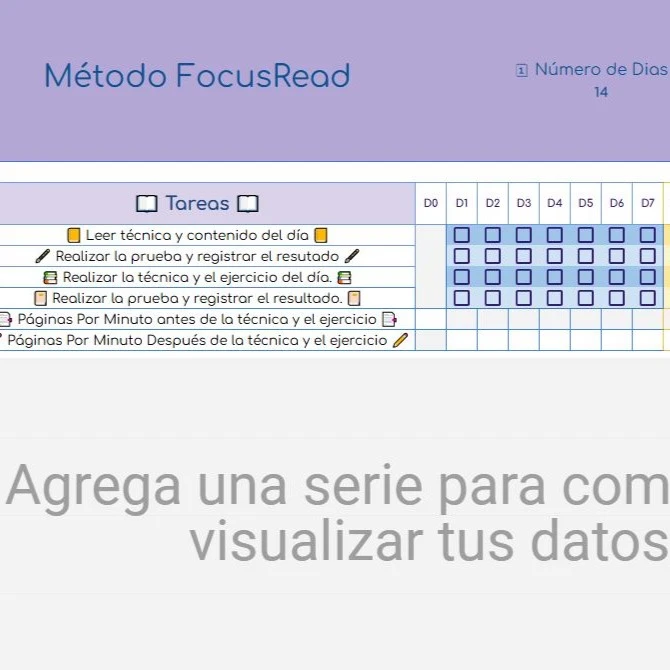 Método FocusRead
1 Número de Dias
14
Tareas D0 D1 D2 D3 D4 D5 D6 D7
Leer técnica y contenido del día
Realizar la prueba y registrar el resutado
Realizar la técnica y el ejercicio del día.
Realizar la prueba y registrar el resultado.
Páginas Por Minuto antes de la técnica y el ejercicio
Páginas Por Minuto Después de la técnica y el ejercicio
Agrega una serie para com
visualizar tus datos